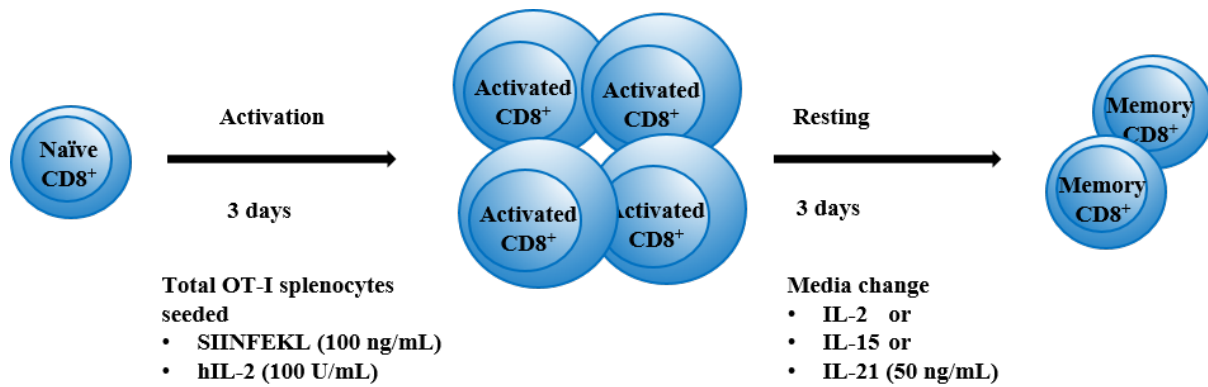 Naïve
CD8⁺
Activation
3 days
Total OT-I splenocytes
seeded
• SIINFEKL (100 ng/mL)
• hIL-2 (100 U/mL)
Activated
CD8⁺
Activated
CD8⁺
Activated
CD8⁺
Activated
CD8⁺
Resting
3 days
Media change
• IL-2 or
• IL-15 or
• IL-21 (50 ng/mL)
Memory
CD8⁺
Memory
CD8⁺